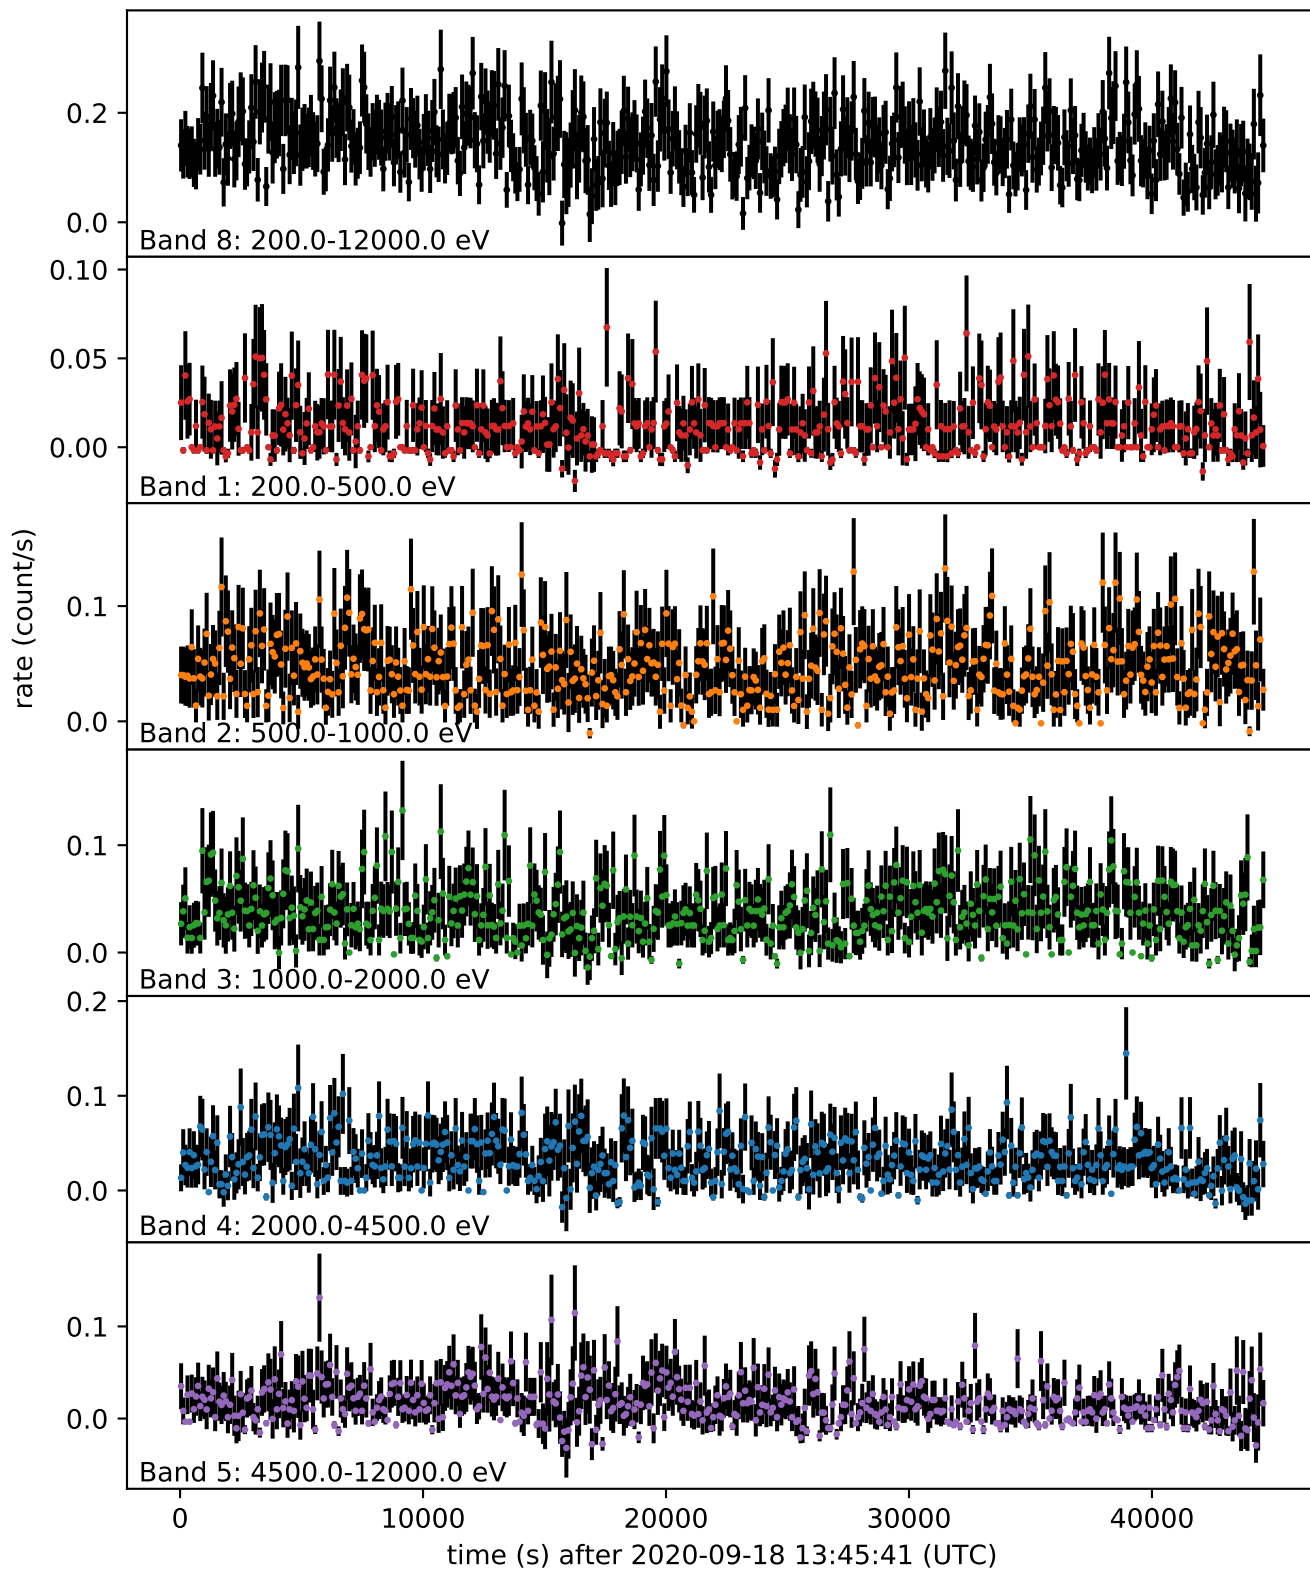 0.2
0.0
Band 8: 200.0-12000.0 eV
0.10
0.05
0.00
Band 1: 200.0-500.0 eV
rate (count/s)
0.1
0.0
Band 2: 500.0-1000.0 eV
0.1
0.0
Band 3: 1000.0-2000.0 eV
0.2
0.1
0.0
Band 4: 2000.0-4500.0 eV
0.1
0.0
Band 5: 4500.0-12000.0 eV
0 10000 20000 30000 40000
time (s) after 2020-09-18 13:45:41 (UTC)